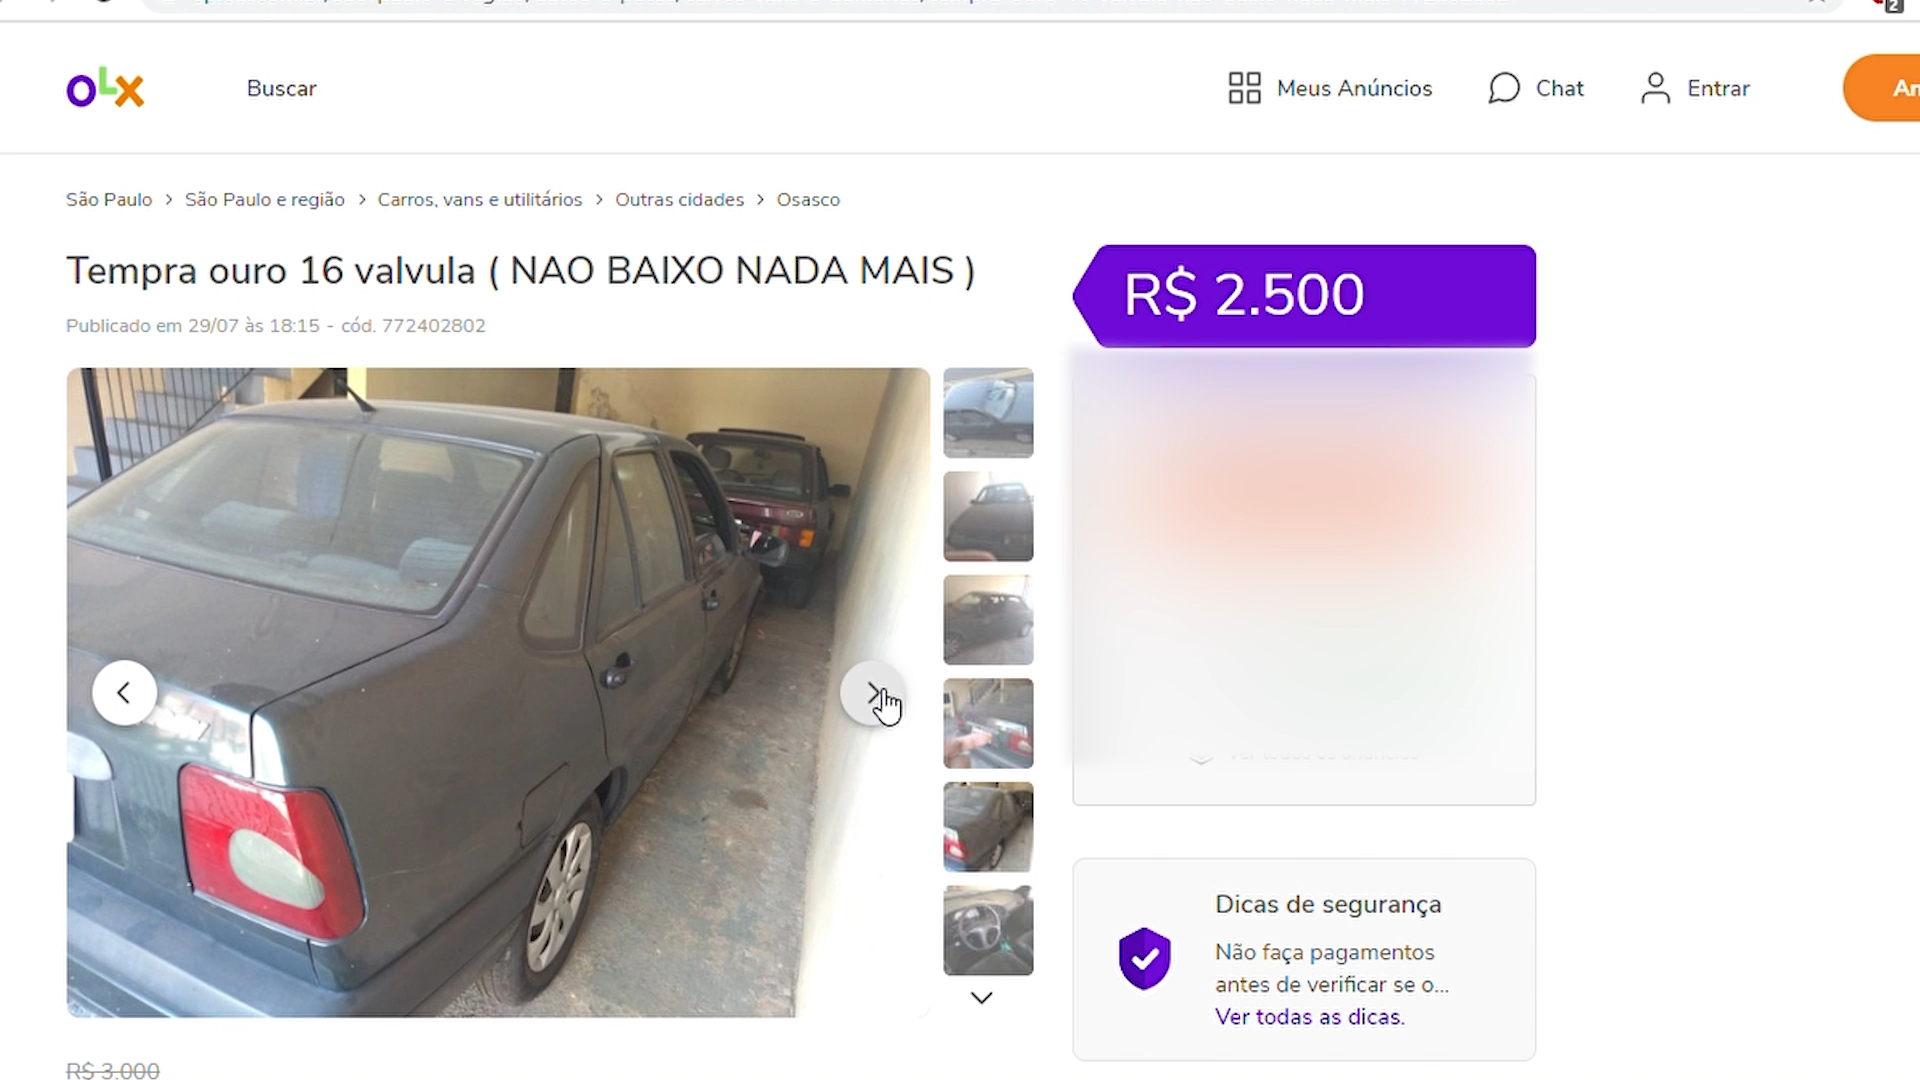 2
OLX
Buscar
Meus Anúncios
Chat
Entrar
An
São Paulo > São Paulo e região > Carros, vans e utilitários > Outras cidades > Osasco
Tempra ouro 16 valvula ( NAO BAIXO NADA MAIS )
R$ 2.500
Publicado em 29/07 às 18:15 - cód. 772402802
Dicas de segurança
Não faça pagamentos
antes de verificar se o...
Ver todas as dicas.
R$ 3.000